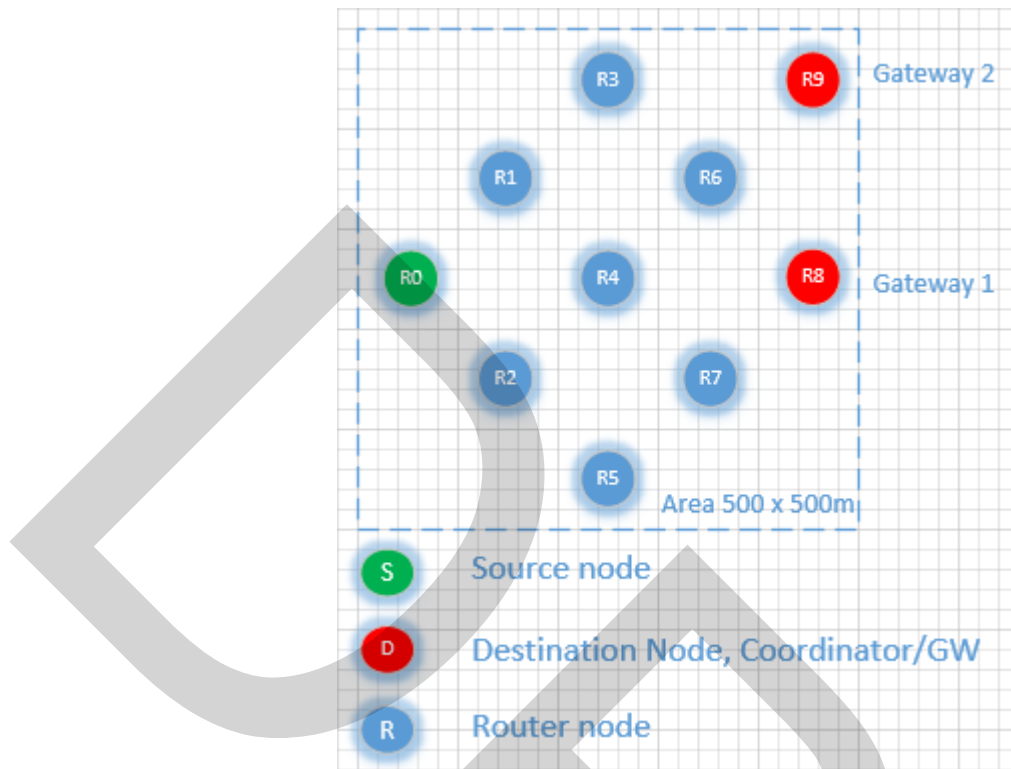 R3
R9
Gateway 2
R1
R6
R0
R4
R8
Gateway 1
R2
R7
R5
Area 500 x 500m
S
Source node
D
Destination Node, Coordinator/GW
R
Router node